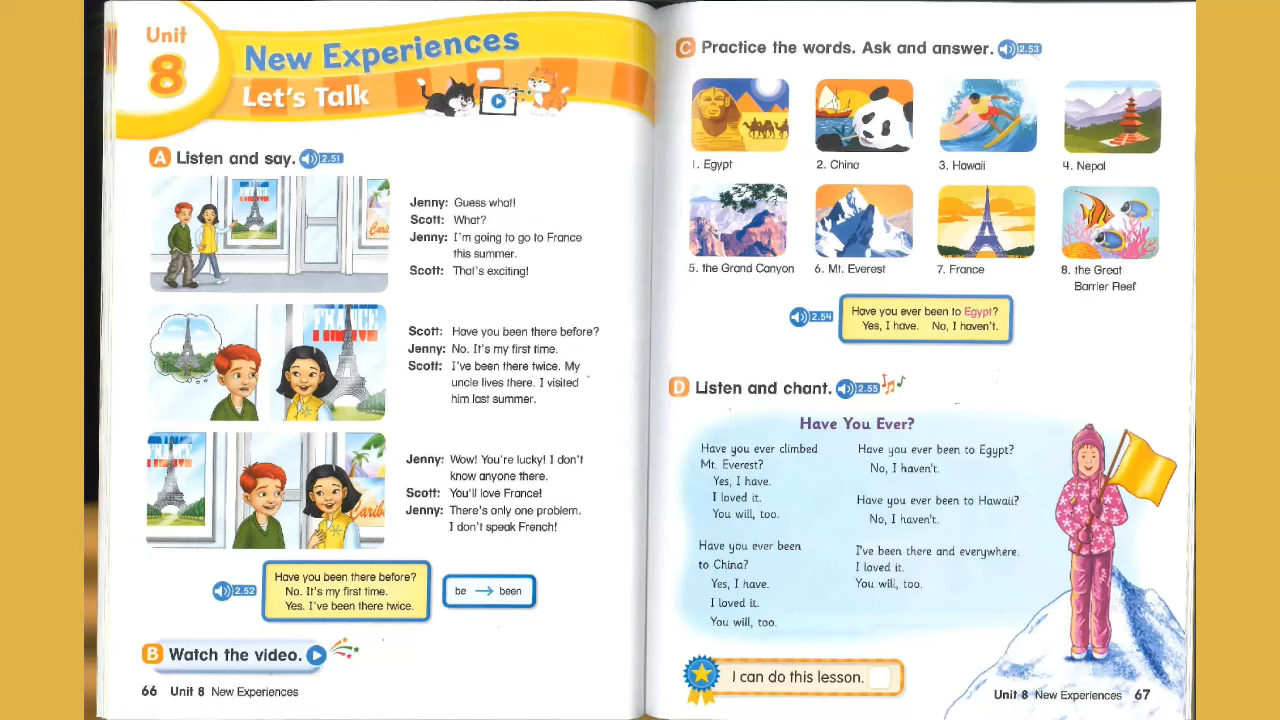 Unit
8
New Experiences
Let's Talk
A Listen and say. 2.51
FRANCE
Jenny: Guess what!
Scott: What?
Jenny: I'm going to go to France
this summer.
Scott: That's exciting!
FRANCE
Scott: Have you been there before?
Jenny: No. It's my first time.
Scott: I've been there twice. My
uncle lives there. I visited
him last summer.
FRANCE
Carib
Jenny: Wow! You're lucky! I don't
know anyone there.
Scott: You'll love France!
Jenny: There's only one problem.
I don't speak French!
2.52
Have you been there before?
No. It's my first time.
Yes. I've been there twice.
be → been
B Watch the video.
66 Unit 8 New Experiences
C Practice the words. Ask and answer. 2.53
1. Egypt
2. China
3. Hawaii
4. Nepal
5. the Grand Canyon
6. Mt. Everest
7. France
8. the Great
Barrier Reef
2.54
Have you ever been to Egypt?
Yes, I have. No, I haven't.
D Listen and chant. 2.55
Have You Ever?
Have you ever climbed
Mt. Everest?
Yes, I have.
I loved it.
You will, too.
Have you ever been
to China?
Yes, I have.
I loved it.
You will, too.
Have you ever been to Egypt?
No, I haven't.
Have you ever been to Hawaii?
No, I haven't.
I've been there and everywhere.
I loved it.
You will, too.
I can do this lesson.
Unit 8 New Experiences 67